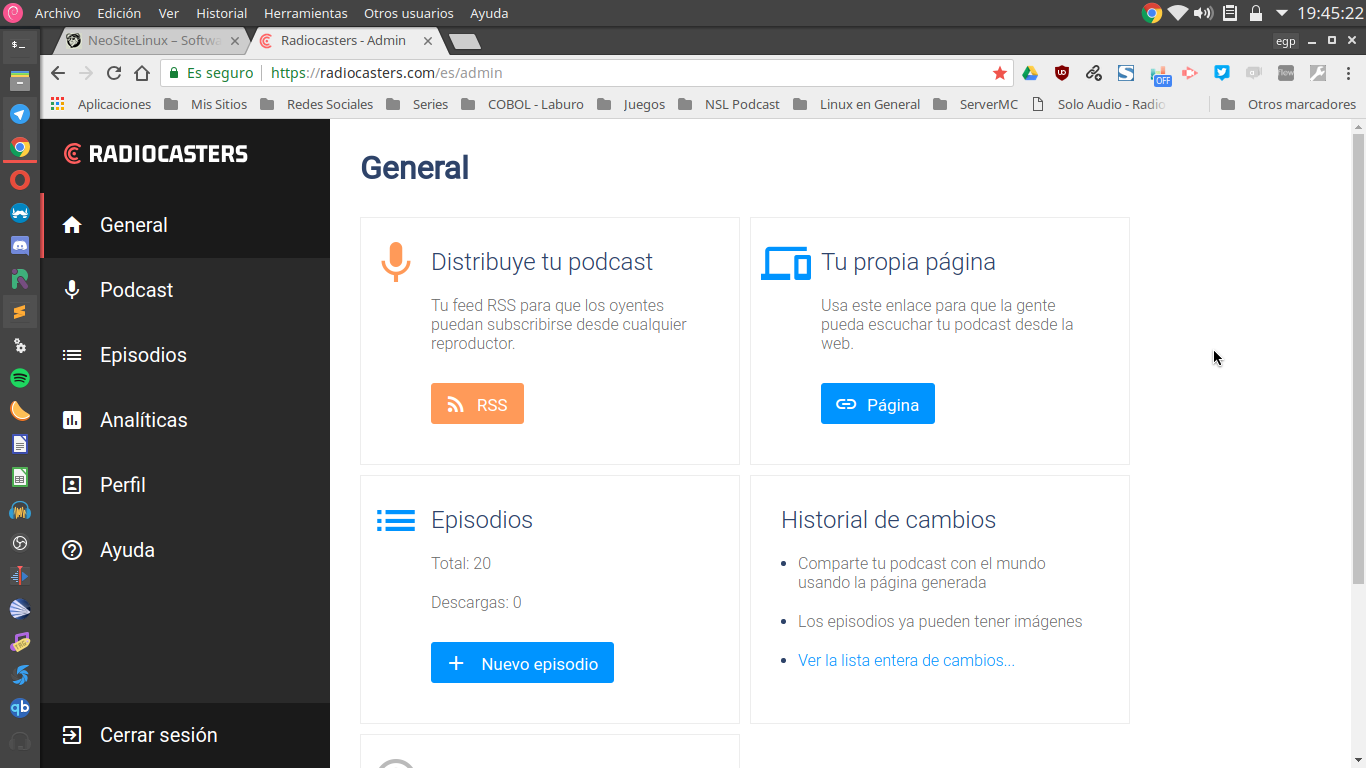 Archivo Edición Ver Historial Herramientas Otros usuarios Ayuda 19:45:22
NeoSiteLinux – Softwa Radiocasters - Admin egp
Es seguro https://radiocasters.com/es/admin OFF flow
Aplicaciones Mis Sitios Redes Sociales Series COBOL - Laburo Juegos NSL Podcast Linux en General ServerMC Solo Audio - Radio Otros marcadores
RADIOCASTERS
General
Podcast
Episodios
Analíticas
Perfil
Ayuda
Cerrar sesión
General
Distribuye tu podcast
Tu feed RSS para que los oyentes
puedan subscribirse desde cualquier
reproductor.
RSS
Tu propia página
Usa este enlace para que la gente
pueda escuchar tu podcast desde la
web.
Página
Episodios
Total: 20
Descargas: 0
Nuevo episodio
Historial de cambios
Comparte tu podcast con el mundo
usando la página generada
Los episodios ya pueden tener imágenes
Ver la lista entera de cambios...
qb